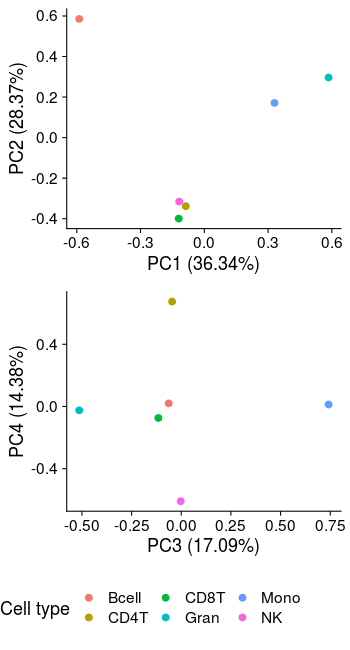 0.6
0.4
0.2
0.0
-0.2
-0.4
PC2 (28.37%)
-0.6 -0.3 0.0 0.3 0.6
PC1 (36.34%)
0.4
0.0
-0.4
PC4 (14.38%)
-0.50 -0.25 0.00 0.25 0.50 0.75
PC3 (17.09%)
Cell type
Bcell CD8T Mono
CD4T Gran NK